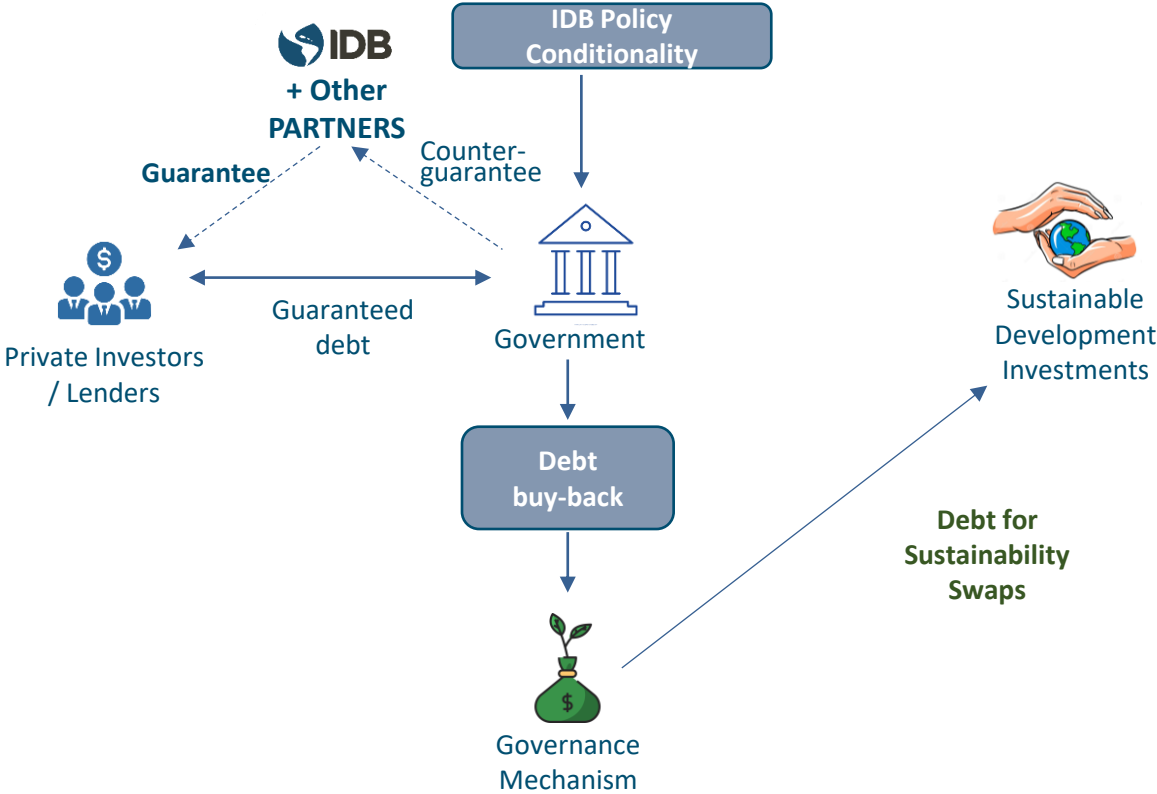 IDB Policy
Conditionality
IDB
+ Other
PARTNERS
Guarantee
Counter-
guarantee
$
Private Investors
/ Lenders
Guaranteed
debt
Government
Sustainable
Development
Investments
Debt
buy-back
Debt for
Sustainability
Swaps
$
Governance
Mechanism